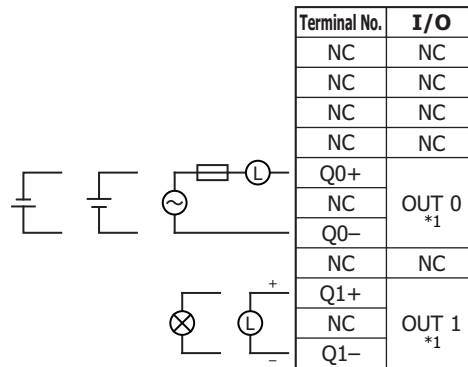 Terminal No. I/O
NC NC
NC NC
NC NC
NC NC
L Q0+
NC OUT 0
*1
Q0–
NC NC
+ Q1+
L NC OUT 1
*1
– Q1–